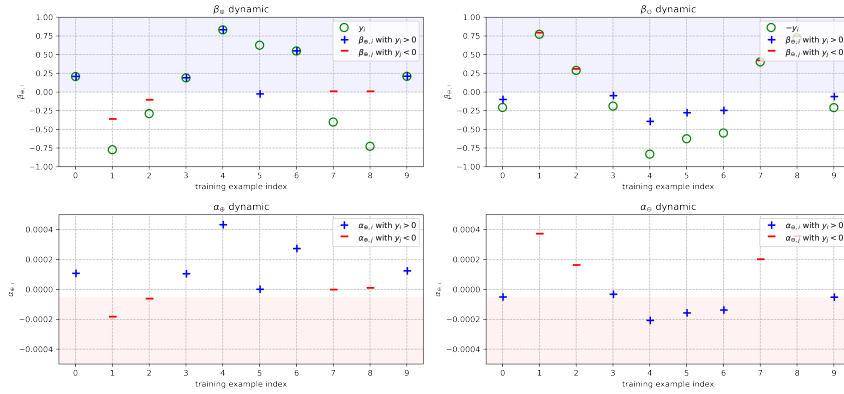 β⊕ dynamic
1.00
0.75
0.50
0.25
0.00
−0.25
−0.50
−0.75
−1.00
β⊕, i
yᵢ
β⊕, i with yᵢ > 0
β⊕, j with yⱼ < 0
0 1 2 3 4 5 6 7 8 9
training example index
β⊖ dynamic
1.00
0.75
0.50
0.25
0.00
−0.25
−0.50
−0.75
−1.00
−yᵢ
with yᵢ > 0
with yⱼ < 0
0 1 2 3 4 5 6 7 8 9
training example index
α⊕ dynamic
0.0004
0.0002
0.0000
−0.0002
−0.0004
α⊕, i
α⊕, i with yᵢ > 0
α⊕, j with yⱼ < 0
0 1 2 3 4 5 6 7 8 9
training example index
α⊖ dynamic
0.0004
0.0002
0.0000
−0.0002
−0.0004
with yᵢ > 0
with yⱼ < 0
0 1 2 3 4 5 6 7 8 9
training example index